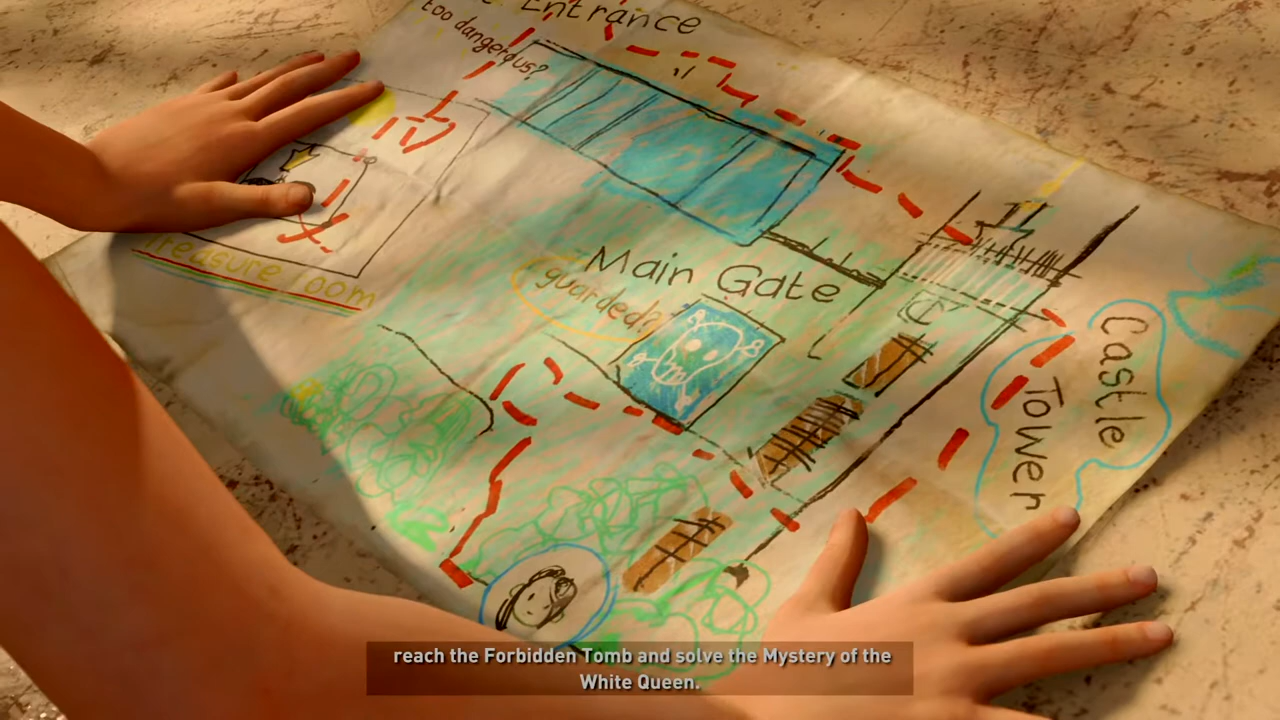 Entrance
too dangerous?
Main Gate
guarded?
Treasure room
Castle
Tower
reach the Forbidden Tomb and solve the Mystery of the
White Queen.